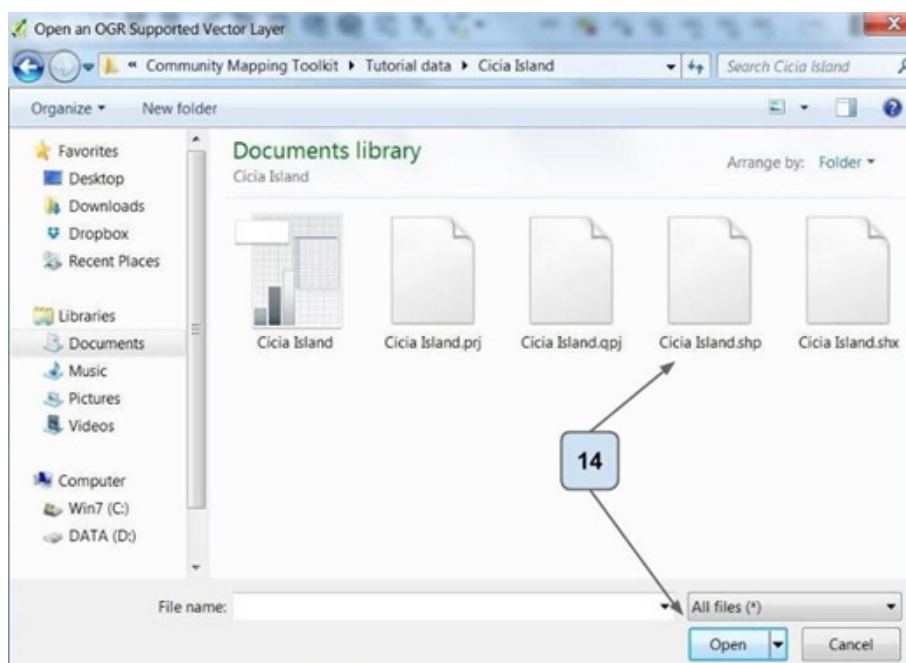 Open an OGR Supported Vector Layer
« Community Mapping Toolkit Tutorial data Cicia Island
Search Cicia Island
Organize New folder
Favorites
Desktop
Downloads
Dropbox
Recent Places
Libraries
Documents
Music
Pictures
Videos
Computer
Win7 (C:)
DATA (D:)
Documents library
Cicia Island
Arrange by: Folder
Cicia Island
Cicia Island.prj
Cicia Island.qpj
Cicia Island.shp
Cicia Island.shx
14
File name:
All files (*)
Open
Cancel